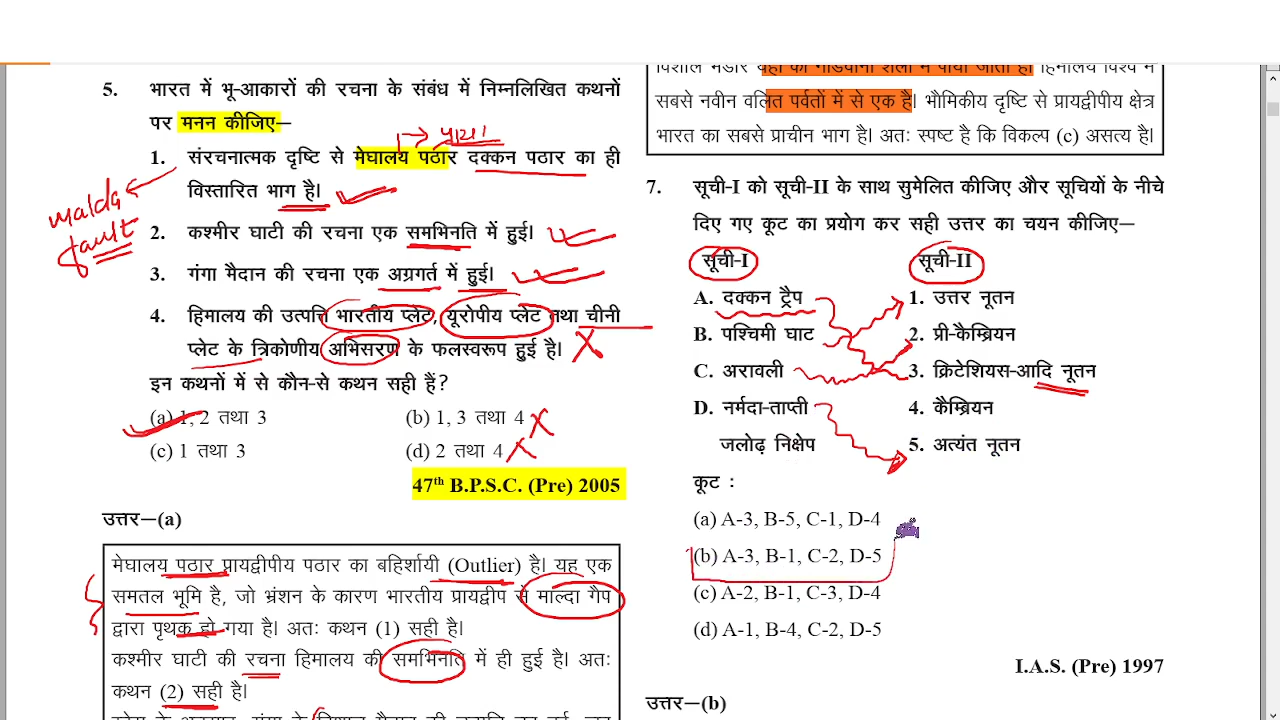 5. भारत में भू-आकारों की रचना के संबंध में निम्नलिखित कथनों
पर मनन कीजिए–
1. संरचनात्मक दृष्टि से मेघालय पठार दक्कन पठार का ही
विस्तारित भाग है।
malda
fault
2. कश्मीर घाटी की रचना एक समभिनति में हुई।
3. गंगा मैदान की रचना एक अग्रगर्त में हुई।
4. हिमालय की उत्पत्ति भारतीय प्लेट, यूरोपीय प्लेट तथा चीनी
प्लेट के त्रिकोणीय अभिसरण के फलस्वरूप हुई है।
इन कथनों में से कौन-से कथन सही हैं?
(a) 1, 2 तथा 3 (b) 1, 3 तथा 4
(c) 1 तथा 3 (d) 2 तथा 4
47th B.P.S.C. (Pre) 2005
उत्तर—(a)
मेघालय पठार प्रायद्वीपीय पठार का बहिर्शायी (Outlier) है। यह एक
समतल भूमि है, जो भ्रंशन के कारण भारतीय प्रायद्वीप से माल्दा गैप
द्वारा पृथक हो गया है। अतः कथन (1) सही है।
कश्मीर घाटी की रचना हिमालय की समभिनति में ही हुई है। अतः
कथन (2) सही है।
विशाल भंडार यहां की गोंडवाना शैलों में पाया जाता है। हिमालय विश्व में
सबसे नवीन वलित पर्वतों में से एक है। भौमिकीय दृष्टि से प्रायद्वीपीय क्षेत्र
भारत का सबसे प्राचीन भाग है। अतः स्पष्ट है कि विकल्प (c) असत्य है।
7. सूची-I को सूची-II के साथ सुमेलित कीजिए और सूचियों के नीचे
दिए गए कूट का प्रयोग कर सही उत्तर का चयन कीजिए–
सूची-I सूची-II
A. दक्कन ट्रैप 1. उत्तर नूतन
B. पश्चिमी घाट 2. प्री-कैम्ब्रियन
C. अरावली 3. क्रिटेशियस-आदि नूतन
D. नर्मदा-ताप्ती 4. कैम्ब्रियन
जलोढ़ निक्षेप 5. अत्यंत नूतन
कूट :
(a) A-3, B-5, C-1, D-4
(b) A-3, B-1, C-2, D-5
(c) A-2, B-1, C-3, D-4
(d) A-1, B-4, C-2, D-5
I.A.S. (Pre) 1997
उत्तर—(b)